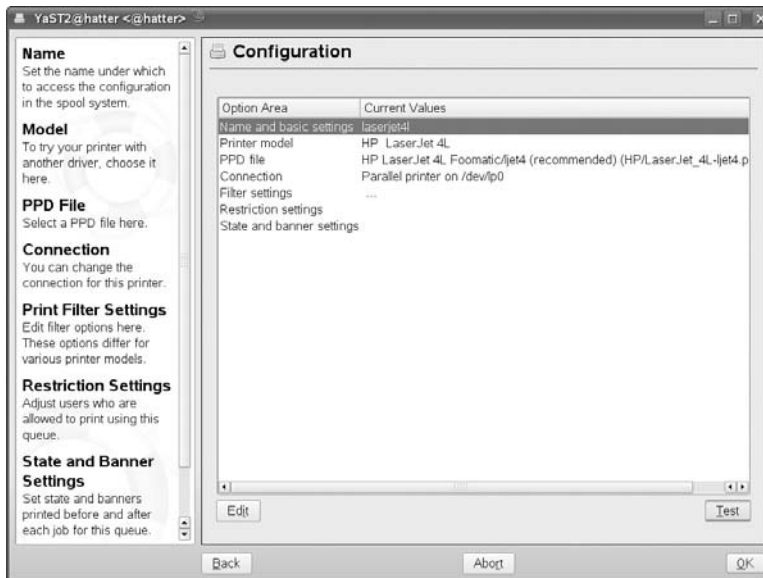 YaST2@hatter <@hatter>
Name
Set the name under which
to access the configuration
in the spool system.
Model
To try your printer with
another driver, choose it
here.
PPD File
Select a PPD file here.
Connection
You can change the
connection for this printer.
Print Filter Settings
Edit filter options here.
These options differ for
various printer models.
Restriction Settings
Adjust users who are
allowed to print using this
queue.
State and Banner
Settings
Set state and banners
printed before and after
each job for this queue.
Configuration
Option Area Current Values
Name and basic settings laserjet4l
Printer model HP LaserJet 4L
PPD file HP LaserJet 4L Foomatic/ljet4 (recommended) (HP/LaserJet_4L-ljet4.p
Connection Parallel printer on /dev/lp0
Filter settings ...
Restriction settings
State and banner settings
Edit Test
Back Abort OK